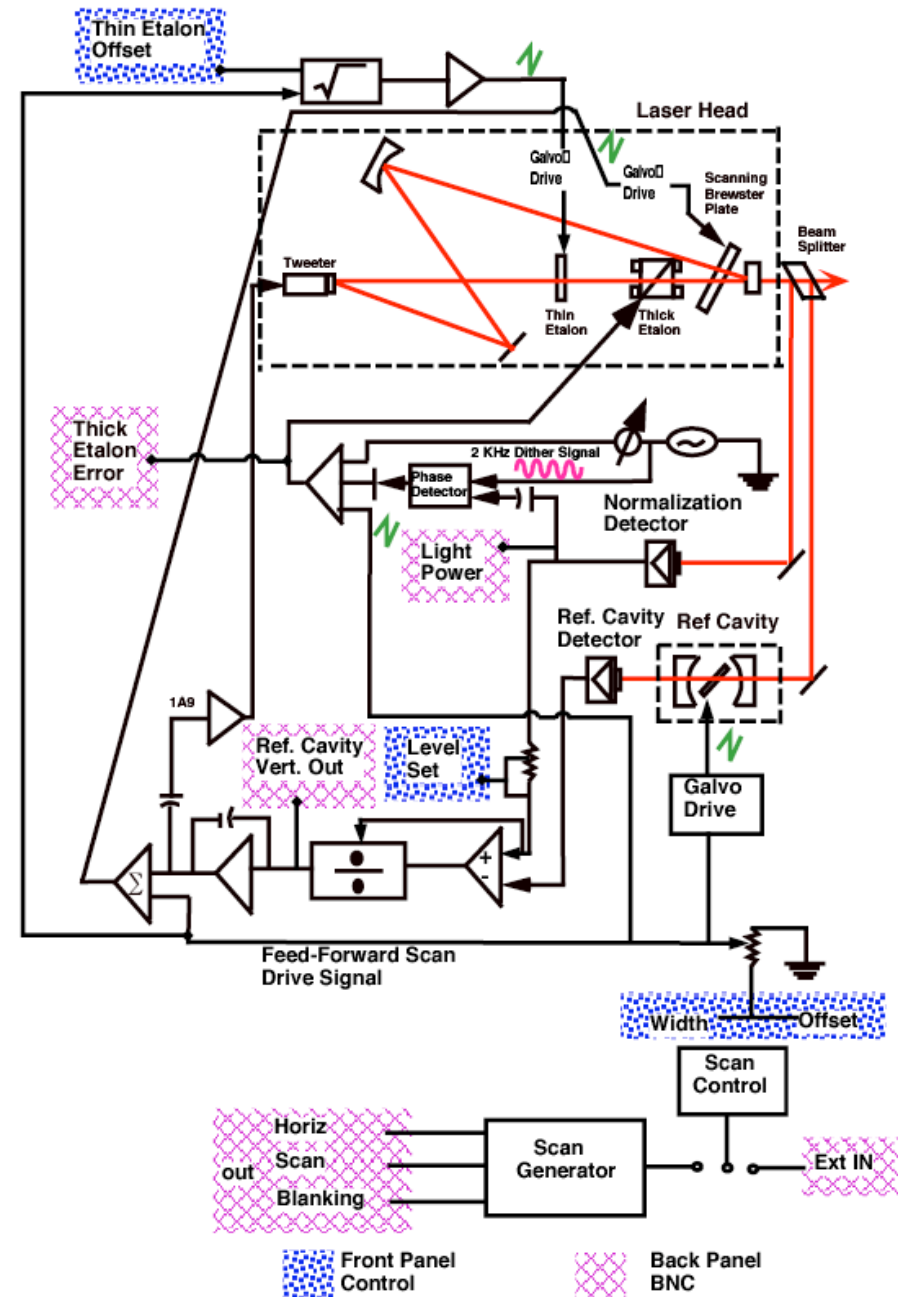 Thin Etalon
Offset
√
Laser Head
Galvo
Drive
Galvo
Drive
Scanning
Brewster
Plate
Beam
Splitter
Tweeter
Thin
Etalon
Thick
Etalon
Thick
Etalon
Error
2 KHz Dither Signal
Phase
Detector
Normalization
Detector
Light
Power
Ref. Cavity
Detector
Ref Cavity
1A9
Ref. Cavity
Vert. Out
Level
Set
Galvo
Drive
+
-
÷
Σ
Feed-Forward Scan
Drive Signal
Width
Offset
Scan
Control
Horiz
out
Scan
Blanking
Scan
Generator
Ext IN
Front Panel
Control
Back Panel
BNC